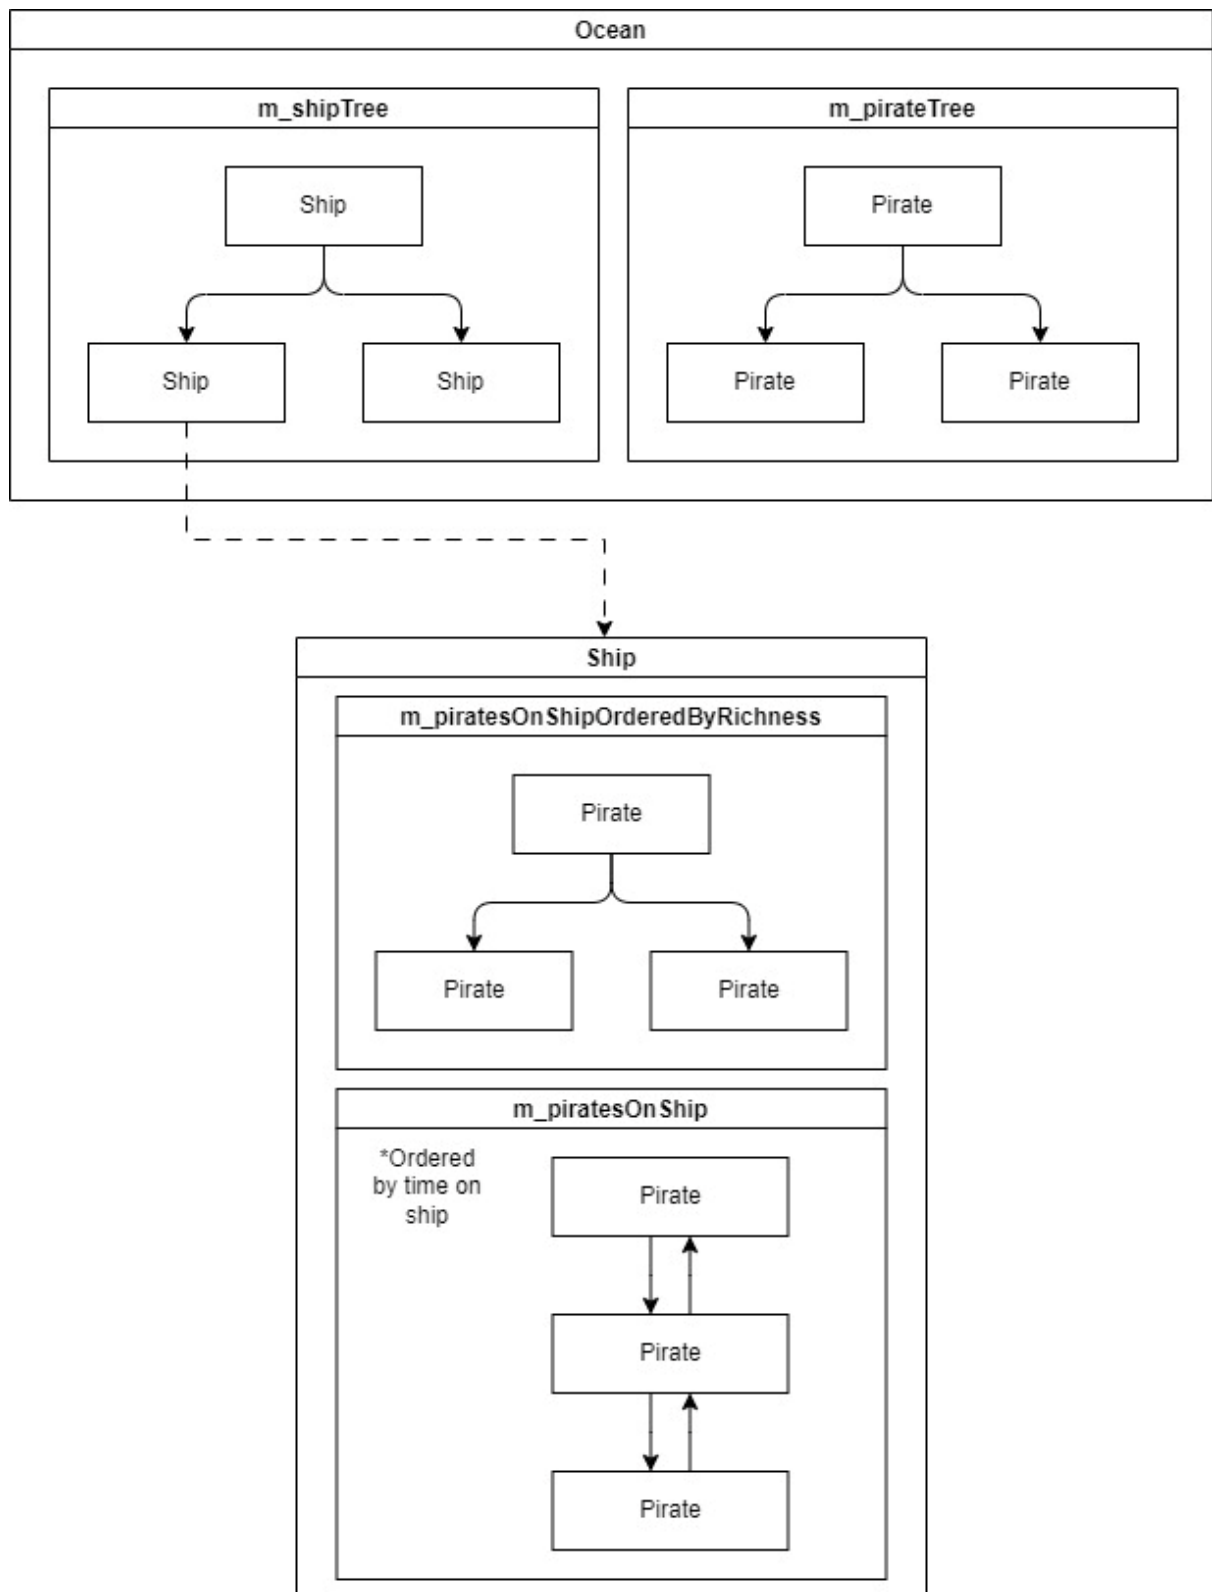 Ocean
m_shipTree
m_pirateTree
Ship
Pirate
Ship
Ship
Pirate
Pirate
Ship
m_piratesOnShipOrderedByRichness
Pirate
Pirate
Pirate
m_piratesOnShip
*Ordered
by time on
ship
Pirate
Pirate
Pirate